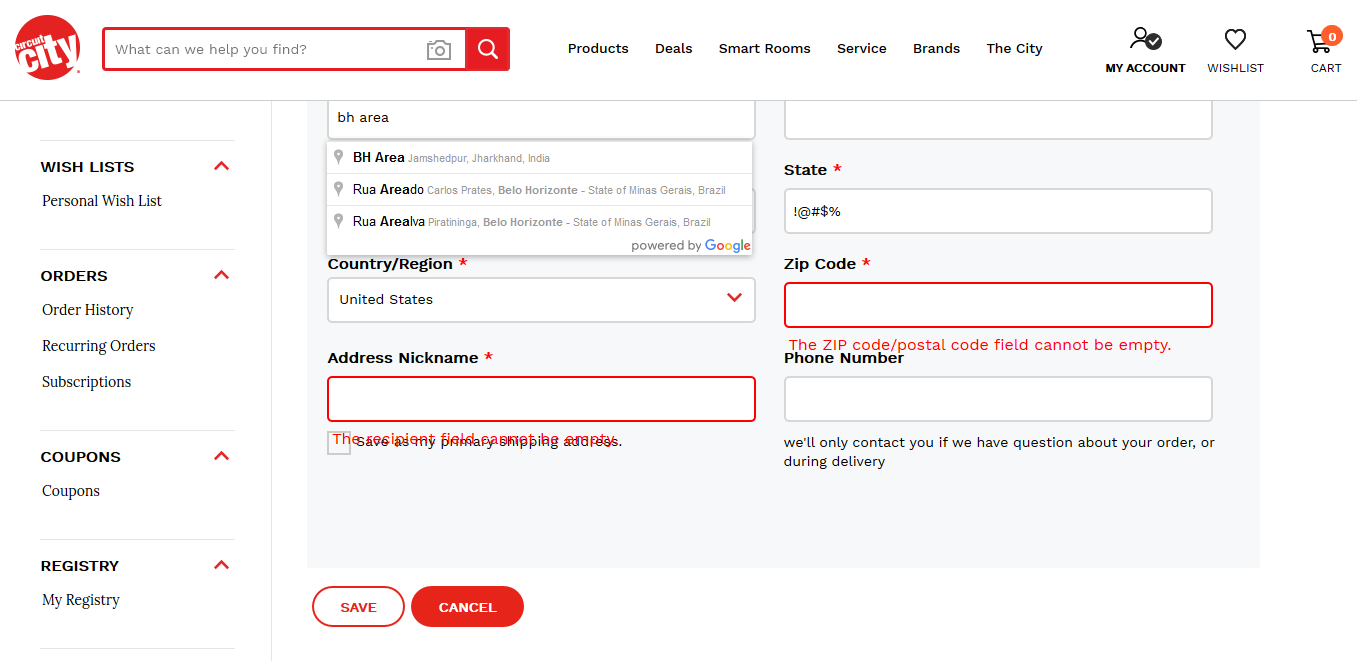 circuit city
What can we help you find?
Products
Deals
Smart Rooms
Service
Brands
The City
MY ACCOUNT
WISHLIST
0
CART
WISH LISTS
Personal Wish List
ORDERS
Order History
Recurring Orders
Subscriptions
COUPONS
Coupons
REGISTRY
My Registry
bh area
BH Area Jamshedpur, Jharkhand, India
Rua Areado Carlos Prates, Belo Horizonte - State of Minas Gerais, Brazil
Rua Arealva Piratininga, Belo Horizonte - State of Minas Gerais, Brazil
powered by Google
State *
!@#$%
Country/Region *
United States
Zip Code *
The ZIP code/postal code field cannot be empty.
Address Nickname *
The recipient field cannot be empty.
Save as my primary shipping address.
Phone Number
we'll only contact you if we have question about your order, or
during delivery
SAVE
CANCEL